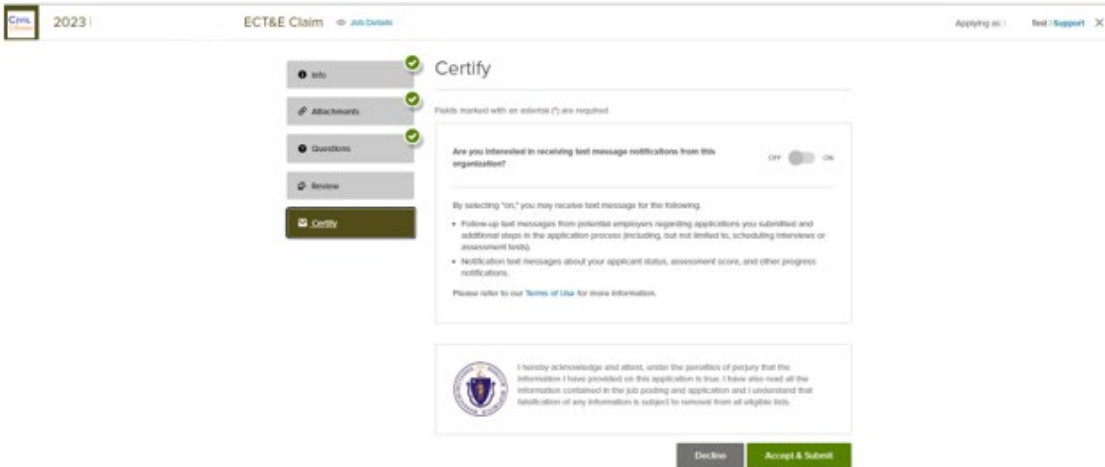 CIVIL
2023
ECT&E Claim Job Details
Applying as:
Test Support X
Info
Attachments
Questions
Review
Certify
Certify
Fields marked with an asterisk (*) are required
Are you interested in receiving text message notifications from this
organization?
OFF ON
By selecting "on," you may receive text message for the following.
• Follow-up text messages from potential employers regarding applications you submitted and
additional steps in the application process (including, but not limited to, scheduling interviews or
assessment tests).
• Notification text messages about your applicant status, assessment score, and other progress
notifications.
Please refer to our Terms of Use for more information.
I hereby acknowledge and attest, under the penalties of perjury that the
information I have provided on this application is true. I have also read all the
information contained in the job posting and application and I understand that
falsification of any information is subject to removal from all eligible lists.
Decline
Accept & Submit